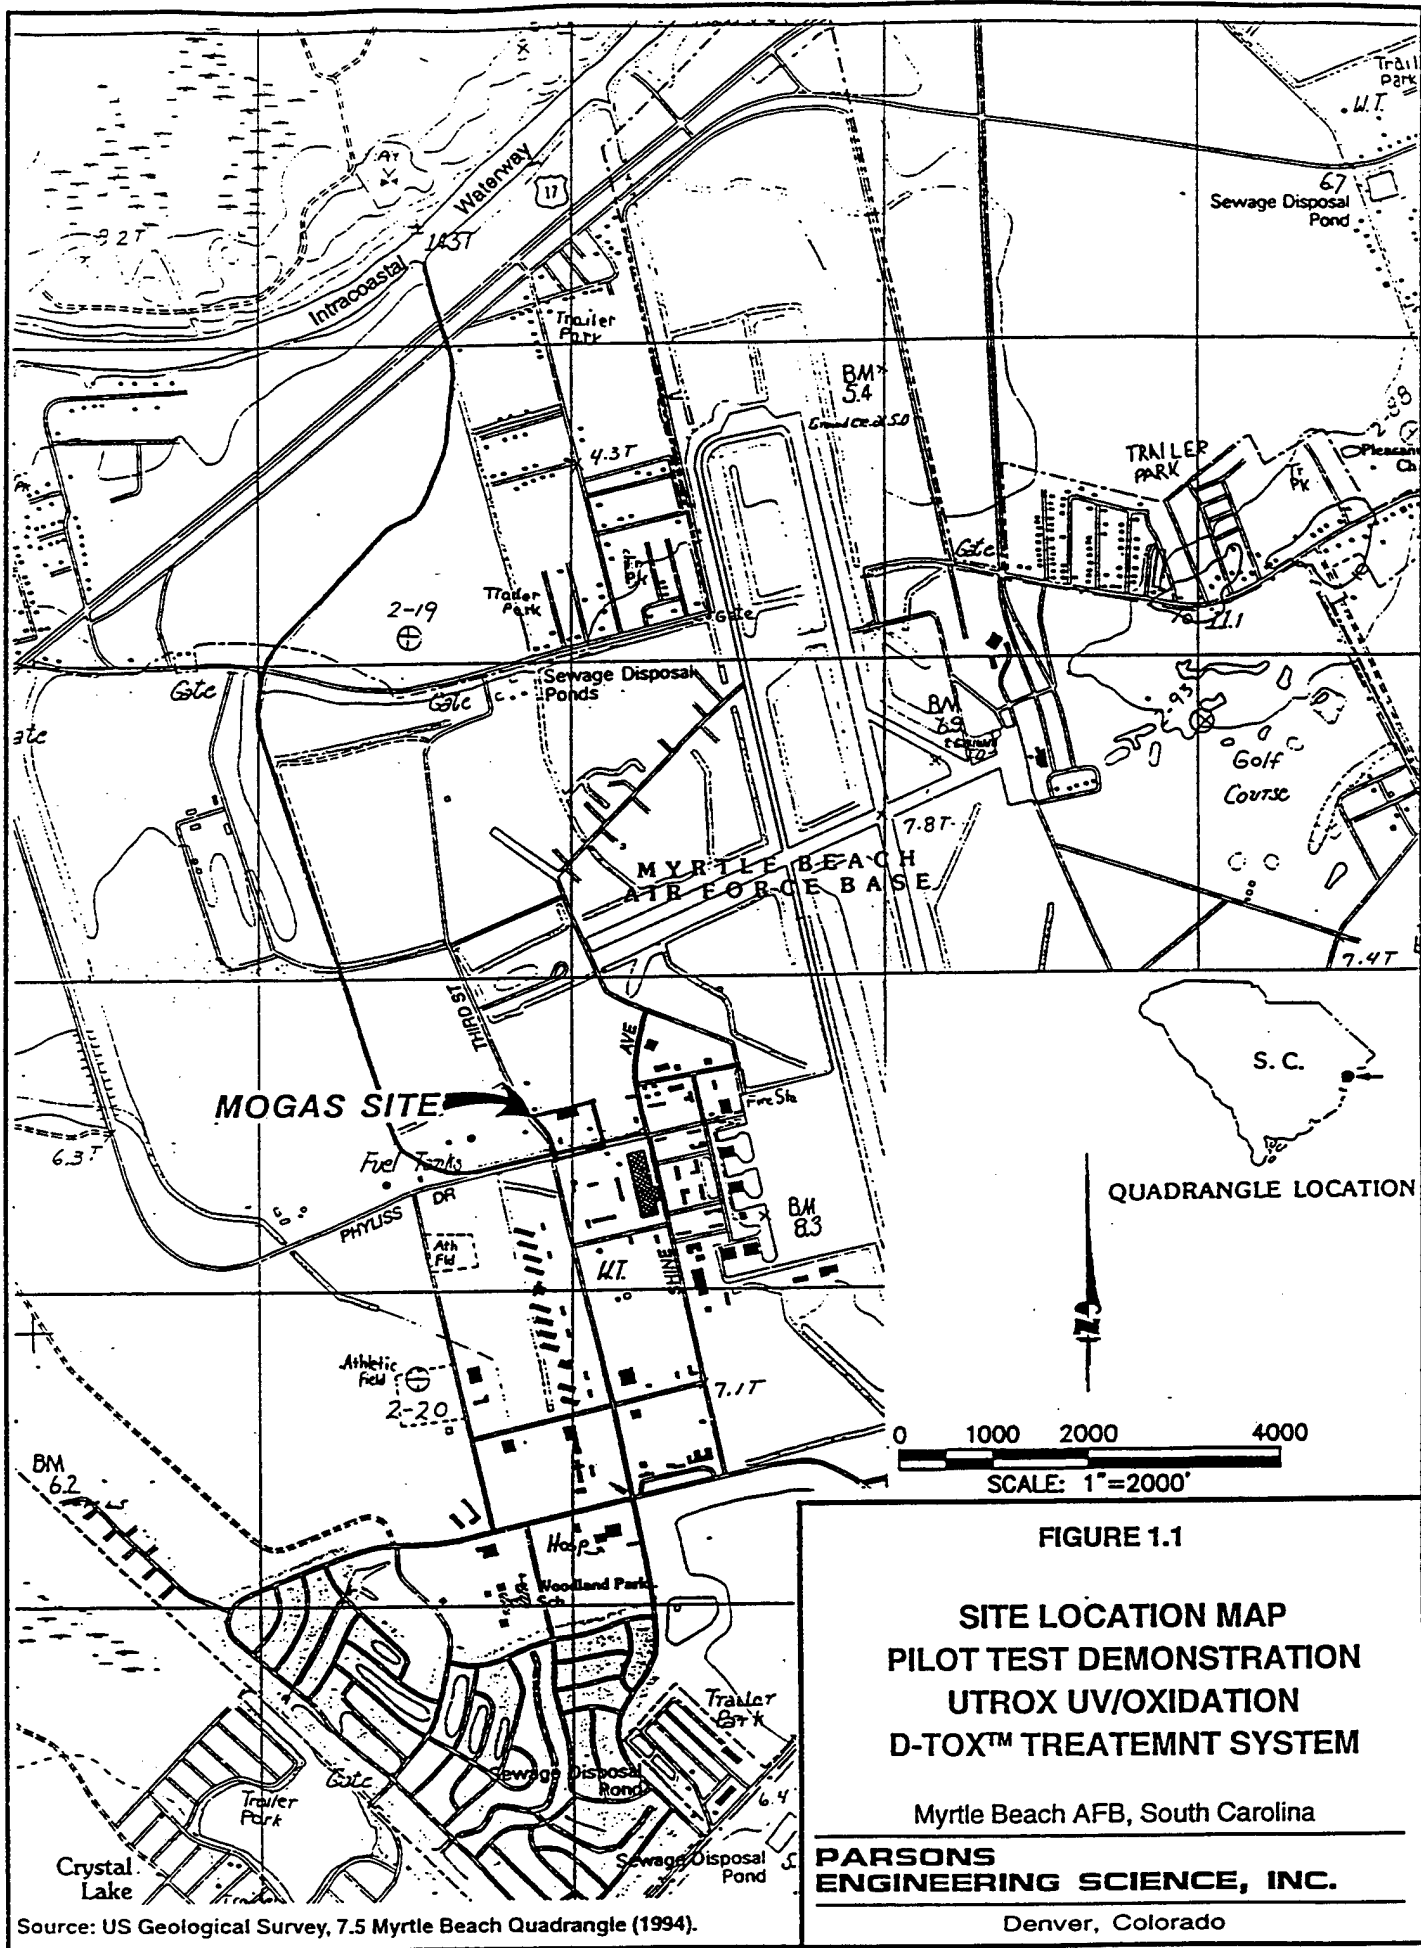 Trail
Park
W.T.
AT
Waterway
17
67
Sewage Disposal
Pond
143T
Intracoastal
Trailer
Park
BM
5.4
TRAILER
PARK
Tr
Pk
4.3T
Gate
Pk
Trailer
Park
2-19
Gate
11.1
Gate
Gate
Sewage Disposal
Ponds
BM
Golf
Course
7.8T
MYRTLE BEACH
AIR FORCE BASE
7.4T
THIRD ST
AVE
S. C.
MOGAS SITE
Fire Sta
6.3T
Fuel Tanks
QUADRANGLE LOCATION
PHYLISS DR
BM
8.3
Ath
Fld
W.T.
SHINE
N
Athletic
Field
2-20
7.1T
0 1000 2000 4000
SCALE: 1"=2000'
BM
6.2
Hosp
Woodland Park
Sch
FIGURE 1.1
SITE LOCATION MAP
PILOT TEST DEMONSTRATION
UTROX UV/OXIDATION
D-TOX™ TREATEMNT SYSTEM
Trailer
Park
Sewage Disposal
Pond
Gate
Trailer
Park
6.4
Myrtle Beach AFB, South Carolina
Crystal
Lake
Sewage Disposal
Pond
PARSONS
ENGINEERING SCIENCE, INC.
Denver, Colorado
Source: US Geological Survey, 7.5 Myrtle Beach Quadrangle (1994).